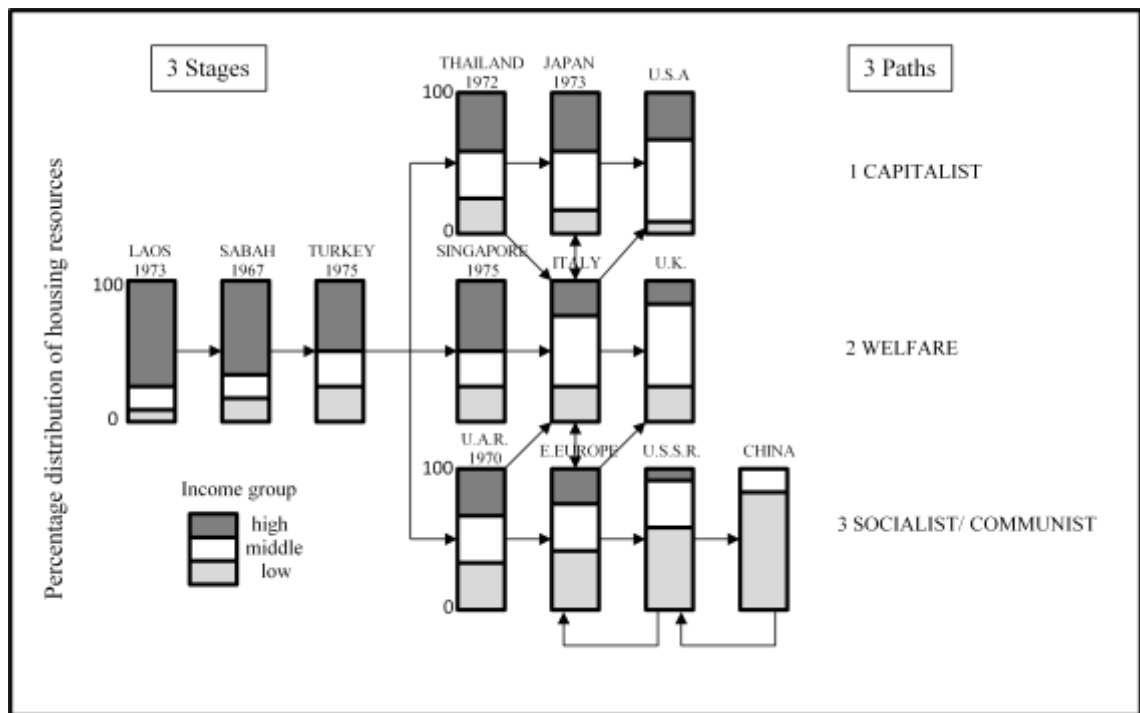 3 Stages
3 Paths
THAILAND
1972
JAPAN
1973
U.S.A
100
0
1 CAPITALIST
Percentage distribution of housing resources
LAOS
1973
SABAH
1967
TURKEY
1975
SINGAPORE
1975
ITALY
U.K.
100
0
2 WELFARE
U.A.R.
1970
E.EUROPE
U.S.S.R.
CHINA
100
0
3 SOCIALIST/ COMMUNIST
Income group
high
middle
low